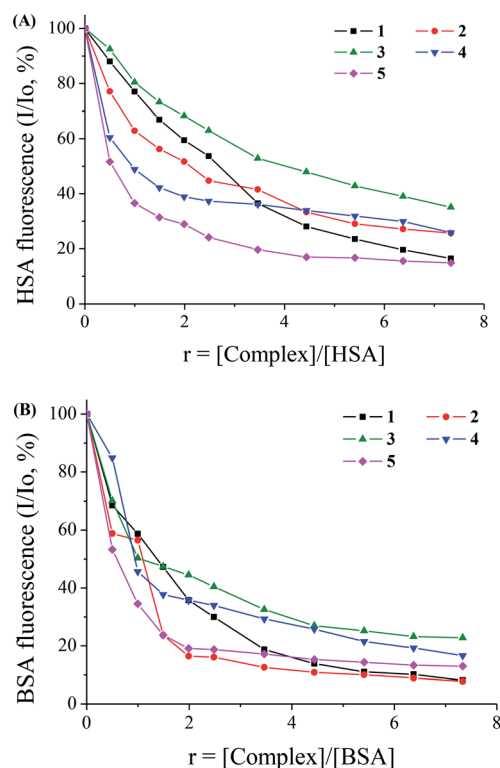 (A)
100
80
60
40
20
0
HSA fluorescence (I/Io, %)
1 2
3 4
5
0 2 4 6 8
r = [Complex]/[HSA]
(B)
100
80
60
40
20
0
BSA fluorescence (I/Io, %)
1 2
3 4
5
0 2 4 6 8
r = [Complex]/[BSA]